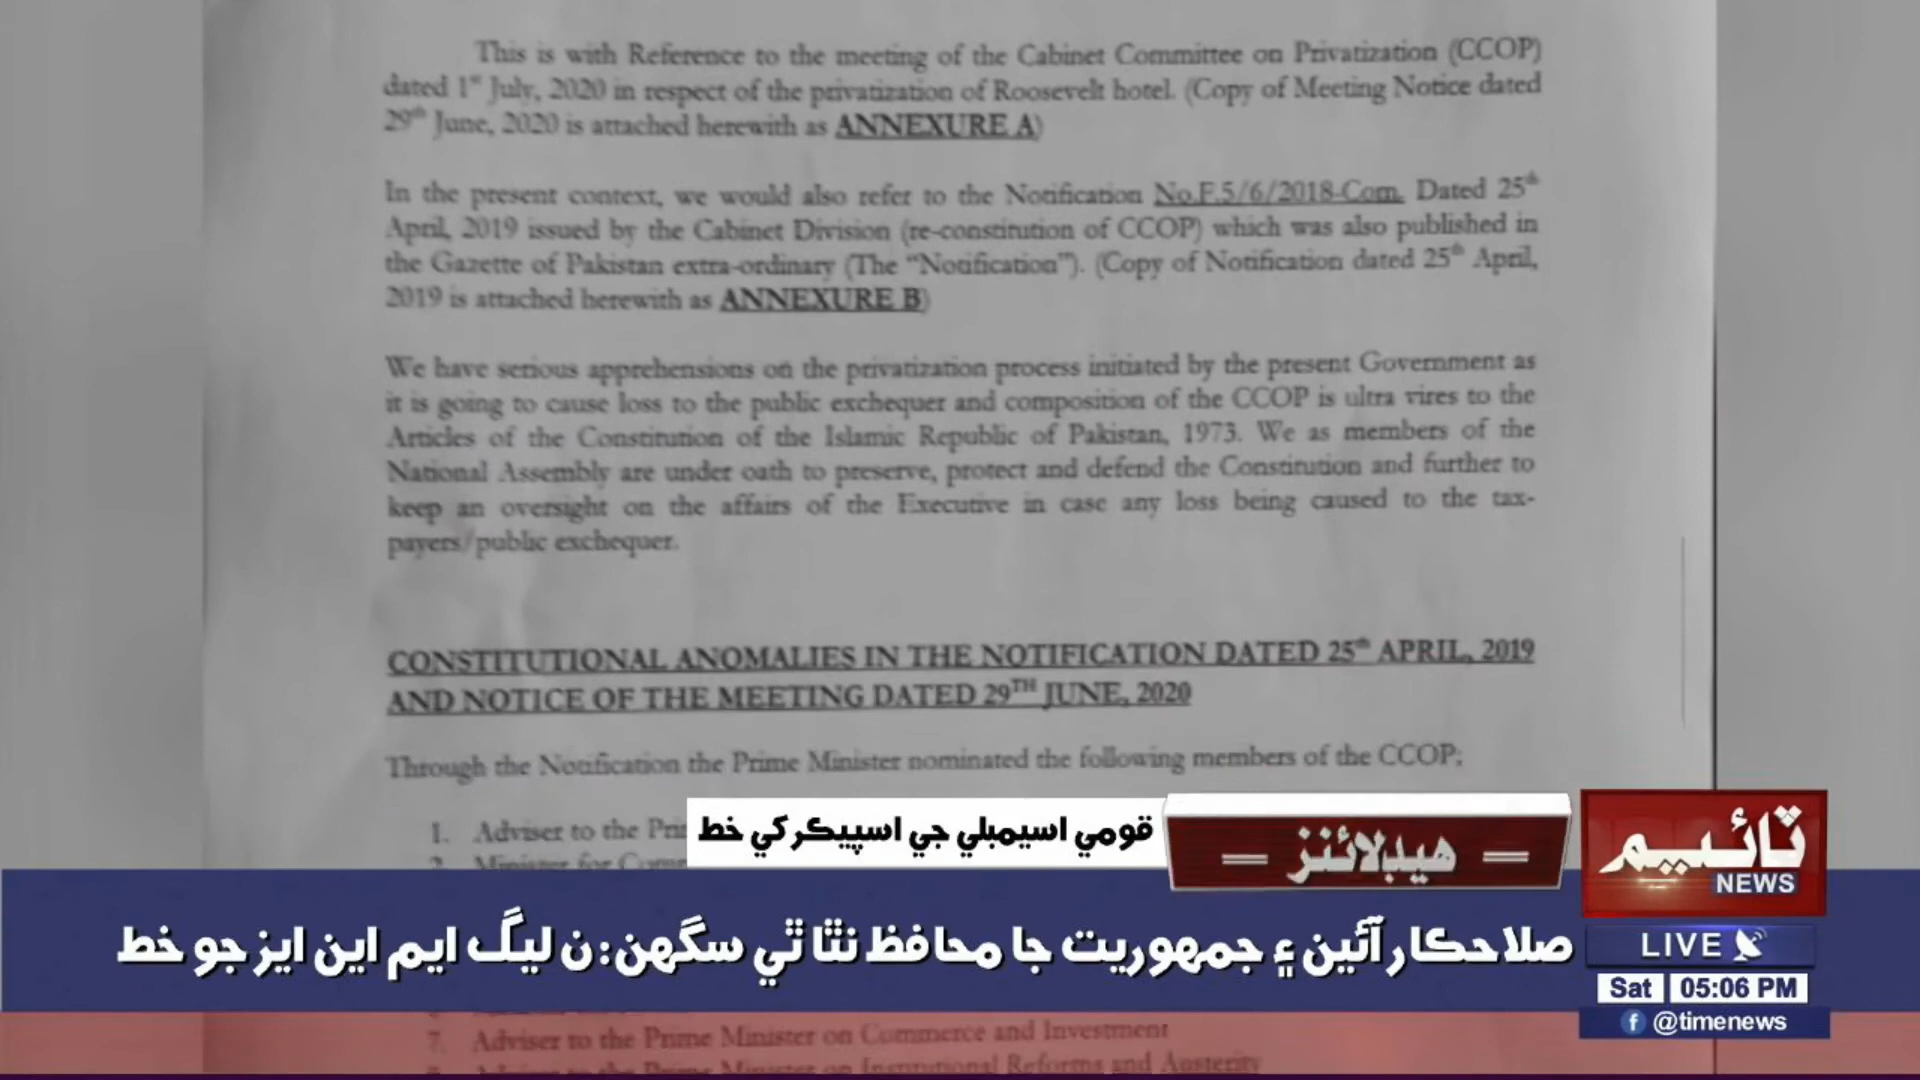 This is with Reference to the meeting of the Cabinet Committee on Privatization (CCOP)
dated 1st July, 2020 in respect of the privatization of Roosevelt hotel. (Copy of Meeting Notice dated
29th June, 2020 is attached herewith as ANNEXURE A)
In the present context, we would also refer to the Notification No.F.5/6/2018-Com. Dated 25th
April, 2019 issued by the Cabinet Division (re-constitution of CCOP) which was also published in
the Gazette of Pakistan extra-ordinary (The “Notification”). (Copy of Notification dated 25th April,
2019 is attached herewith as ANNEXURE B)
We have serious apprehensions on the privatization process initiated by the present Government as
it is going to cause loss to the public exchequer and composition of the CCOP is ultra vires to the
Articles of the Constitution of the Islamic Republic of Pakistan, 1973. We as members of the
National Assembly are under oath to preserve, protect and defend the Constitution and further to
keep an oversight on the affairs of the Executive in case any loss being caused to the tax-
payers/public exchequer.
CONSTITUTIONAL ANOMALIES IN THE NOTIFICATION DATED 25th APRIL, 2019
AND NOTICE OF THE MEETING DATED 29TH JUNE, 2020
Through the Notification the Prime Minister nominated the following members of the CCOP;
1. Adviser to the
2. Minister for
قومي اسيمبلي جي اسپيڪر کي خط
هيڊلائنز
ٽائيم
NEWS
صلاحڪار آئين ۽ جمهوريت جا محافظ نٿا ٿي سگهن: ن ليگ ايم اين ايز جو خط
LIVE
Sat 05:06 PM
@timenews
7. Adviser to the Prime Minister on Commerce and Investment
Adviser to the Prime Minister on Institutional Reforms and Austerity